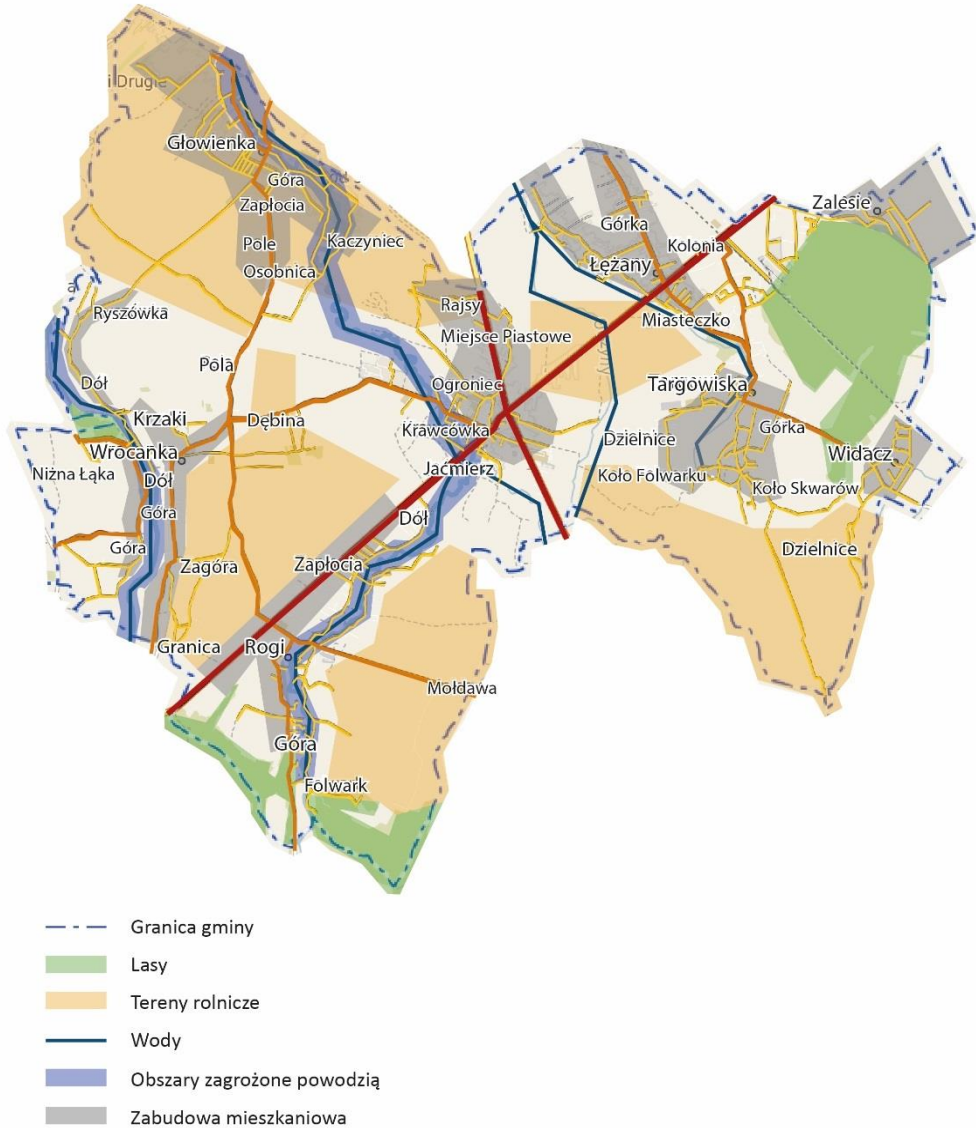 i Drugie
Głowienka
Góra
Zapłocia
Pole
Kaczyniec
Osobnica
Zalesie
Górka
Kolonia
Łężany
Rajsy
Ryszówka
Miejsce Piastowe
Miasteczko
Pola
Dół
Ogroniec
Targowiska
Krzaki
Dębina
Krawcówka
Dzielnice
Górka
Wrocanka
Widacz
Niżna Łąka
Dół
Jaćmierz
Koło Folwarku
Koło Skwarów
Góra
Dół
Góra
Zagóra
Zapłocia
Dzielnice
Granica
Rogi
Mołdawa
Góra
Folwark
Granica gminy
Lasy
Tereny rolnicze
Wody
Obszary zagrożone powodzią
Zabudowa mieszkaniowa